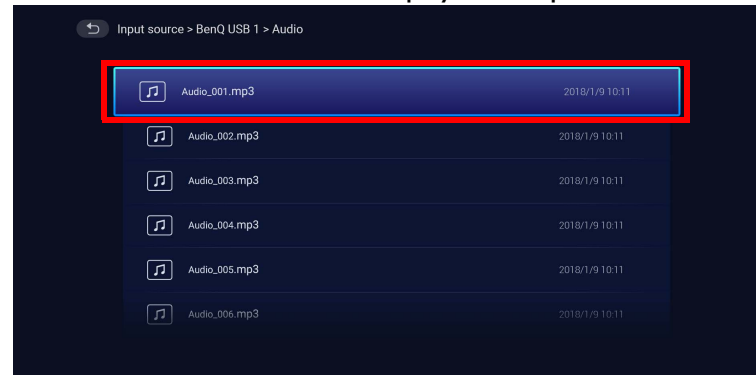 Input source > BenQ USB 1 > Audio
Audio_001.mp3 2018/1/9 10:11
Audio_002.mp3 2018/1/9 10:11
Audio_003.mp3 2018/1/9 10:11
Audio_004.mp3 2018/1/9 10:11
Audio_005.mp3 2018/1/9 10:11
Audio_006.mp3 2018/1/9 10:11